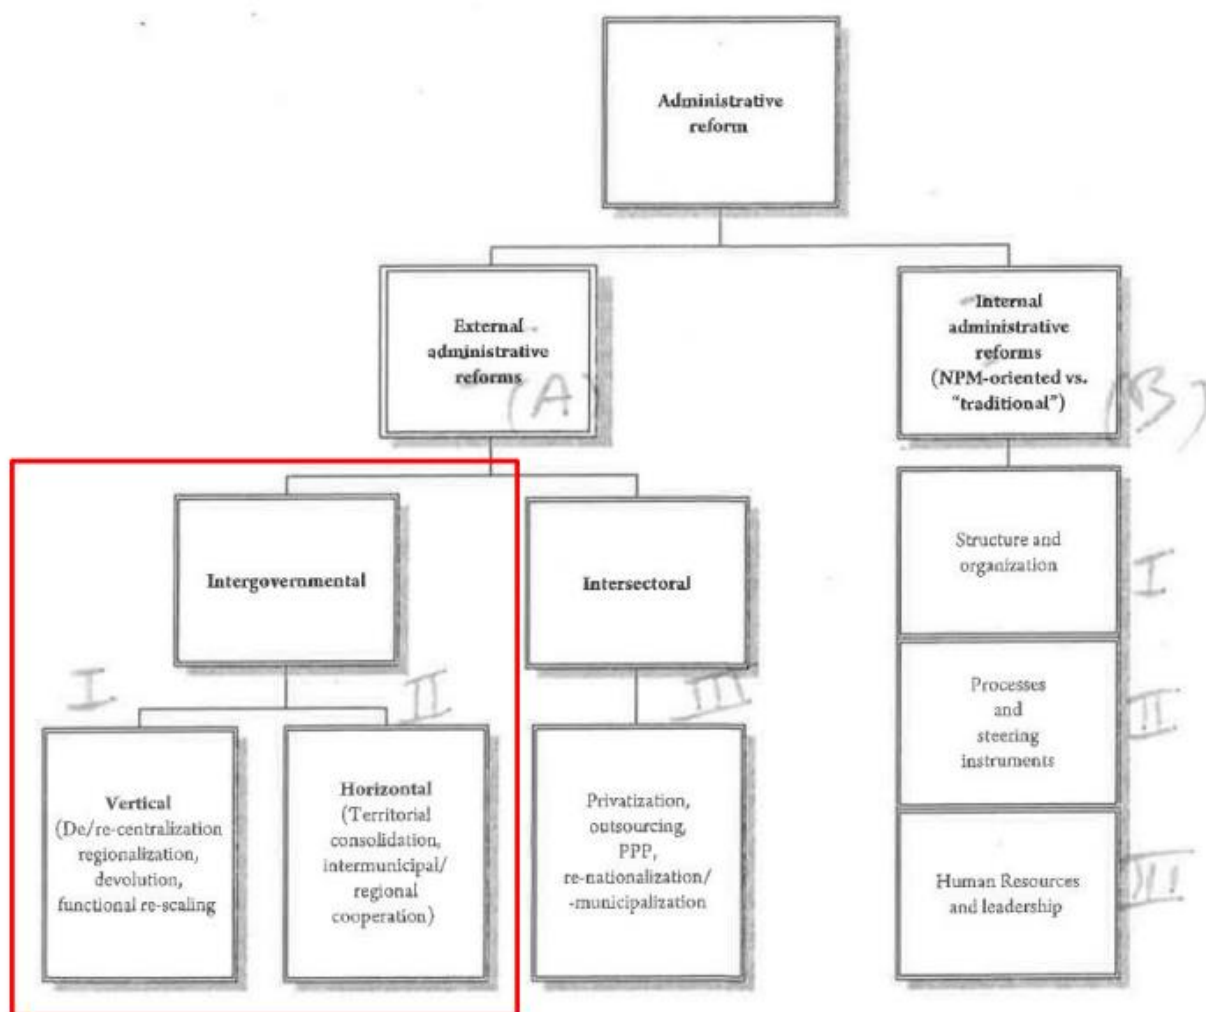 Administrative
reform
External
administrative
reforms
(A)
Internal
administrative
reforms
(NPM-oriented vs.
“traditional”)
(B)
Intergovernmental
Intersectoral
I
II
III
Vertical
(De/re-centralization
regionalization,
devolution,
functional re-scaling
Horizontal
(Territorial
consolidation,
intermunicipal/
regional
cooperation)
Privatization,
outsourcing,
PPP,
re-nationalization/
-municipalization
Structure and
organization
I
Processes
and
steering
instruments
II
Human Resources
and leadership
III